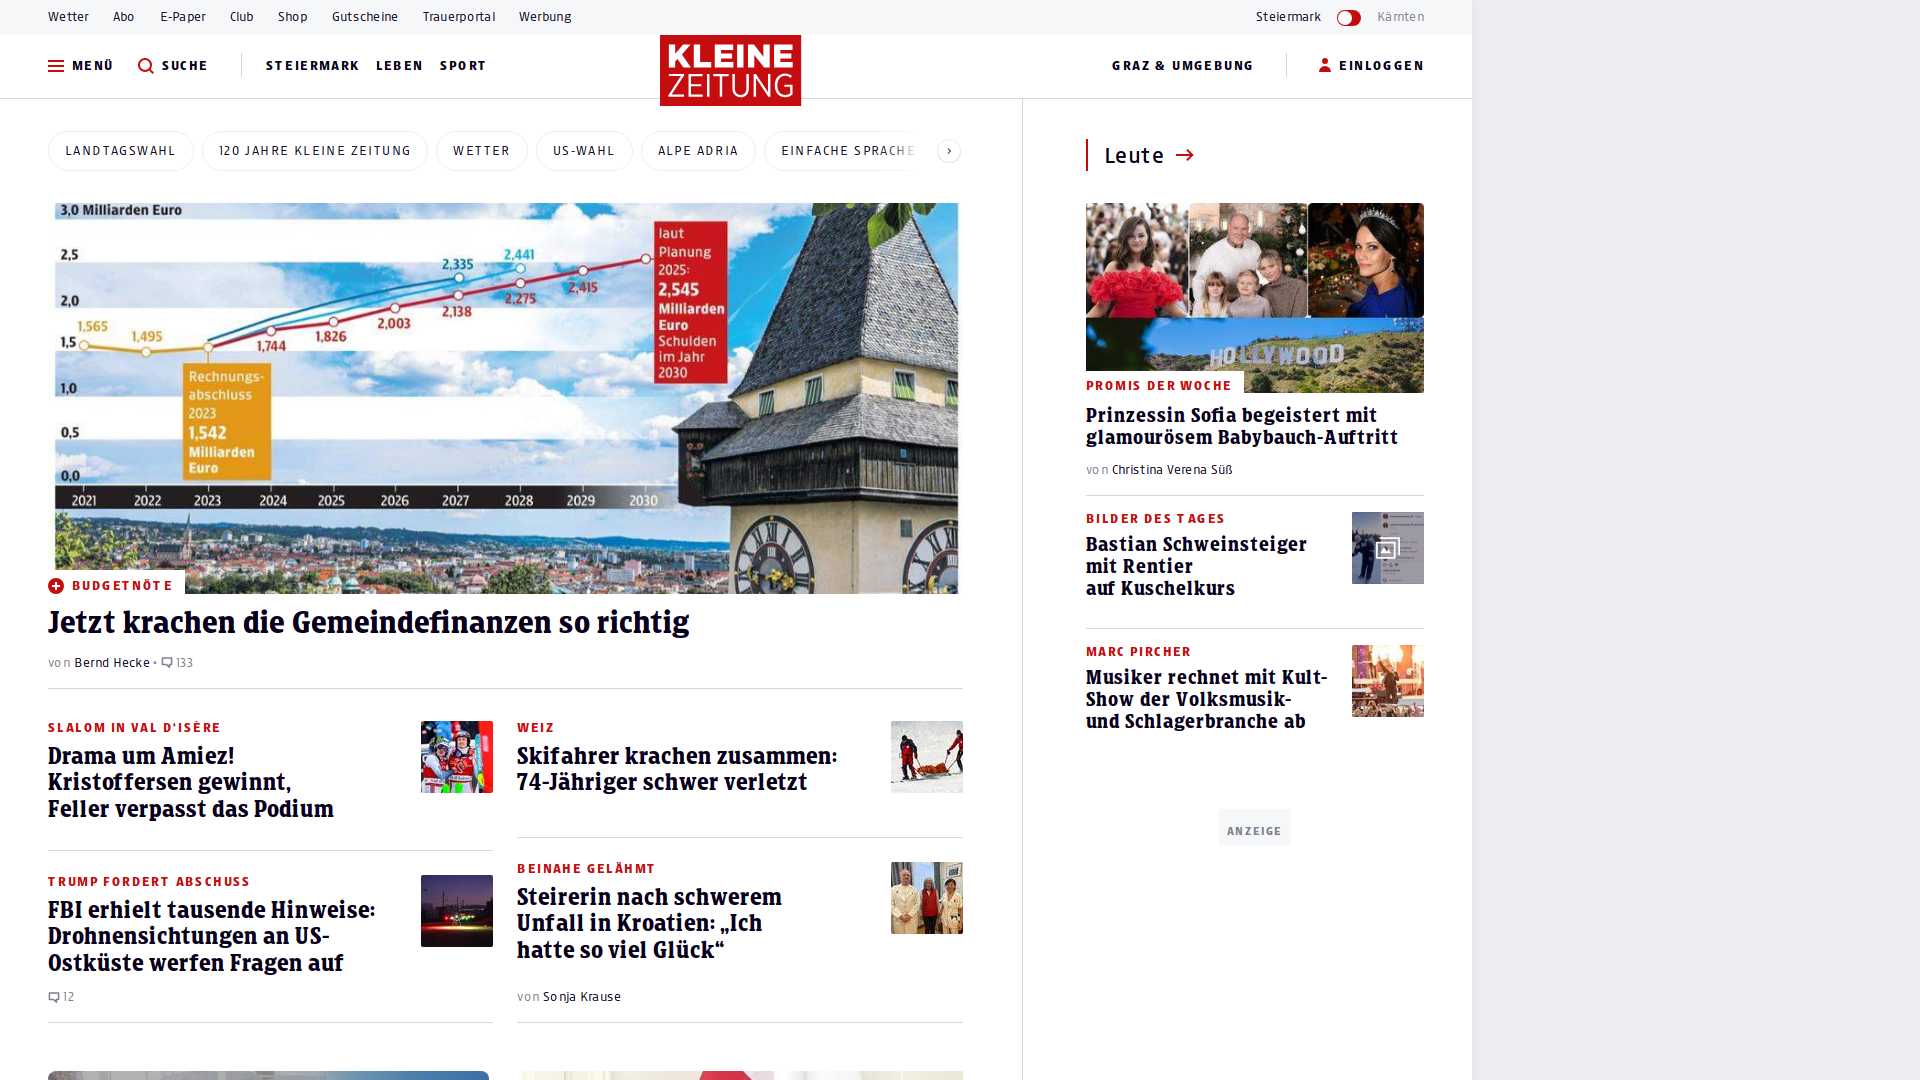 Wetter Abo E-Paper Club Shop Gutscheine Trauerportal Werbung Steiermark Kärnten
MENÜ SUCHE STEIERMARK LEBEN SPORT KLEINE ZEITUNG GRAZ & UMGEBUNG EINLOGGEN
LANDTAGSWAHL 120 JAHRE KLEINE ZEITUNG WETTER US-WAHL ALPE ADRIA EINFACHE SPRACHE
3,0 Milliarden Euro
2,5
2,0
1,5
1,0
0,5
0,0
1,565 1,495
1,744 1,826 2,003 2,138 2,275 2,415
2,335 2,441
Rechnungs-
abschluss
2023
1,542
Milliarden
Euro
laut
Planung
2025:
2,545
Milliarden
Euro
Schulden
im Jahr
2030
2021 2022 2023 2024 2025 2026 2027 2028 2029 2030
BUDGETNÖTE
Jetzt krachen die Gemeindefinanzen so richtig
von Bernd Hecke • 133
SLALOM IN VAL D'ISÈRE
Drama um Amiez!
Kristoffersen gewinnt,
Feller verpasst das Podium
WEIZ
Skifahrer krachen zusammen:
74-Jähriger schwer verletzt
TRUMP FORDERT ABSCHUSS
FBI erhielt tausende Hinweise:
Drohnensichtungen an US-
Ostküste werfen Fragen auf
12
BEINAHE GELÄHMT
Steirerin nach schwerem
Unfall in Kroatien: „Ich
hatte so viel Glück“
von Sonja Krause
Leute
HOLLYWOOD
PROMIS DER WOCHE
Prinzessin Sofia begeistert mit
glamourösem Babybauch-Auftritt
von Christina Verena Süß
BILDER DES TAGES
Bastian Schweinsteiger
mit Rentier
auf Kuschelkurs
MARC PIRCHER
Musiker rechnet mit Kult-
Show der Volksmusik-
und Schlagerbranche ab
ANZEIGE